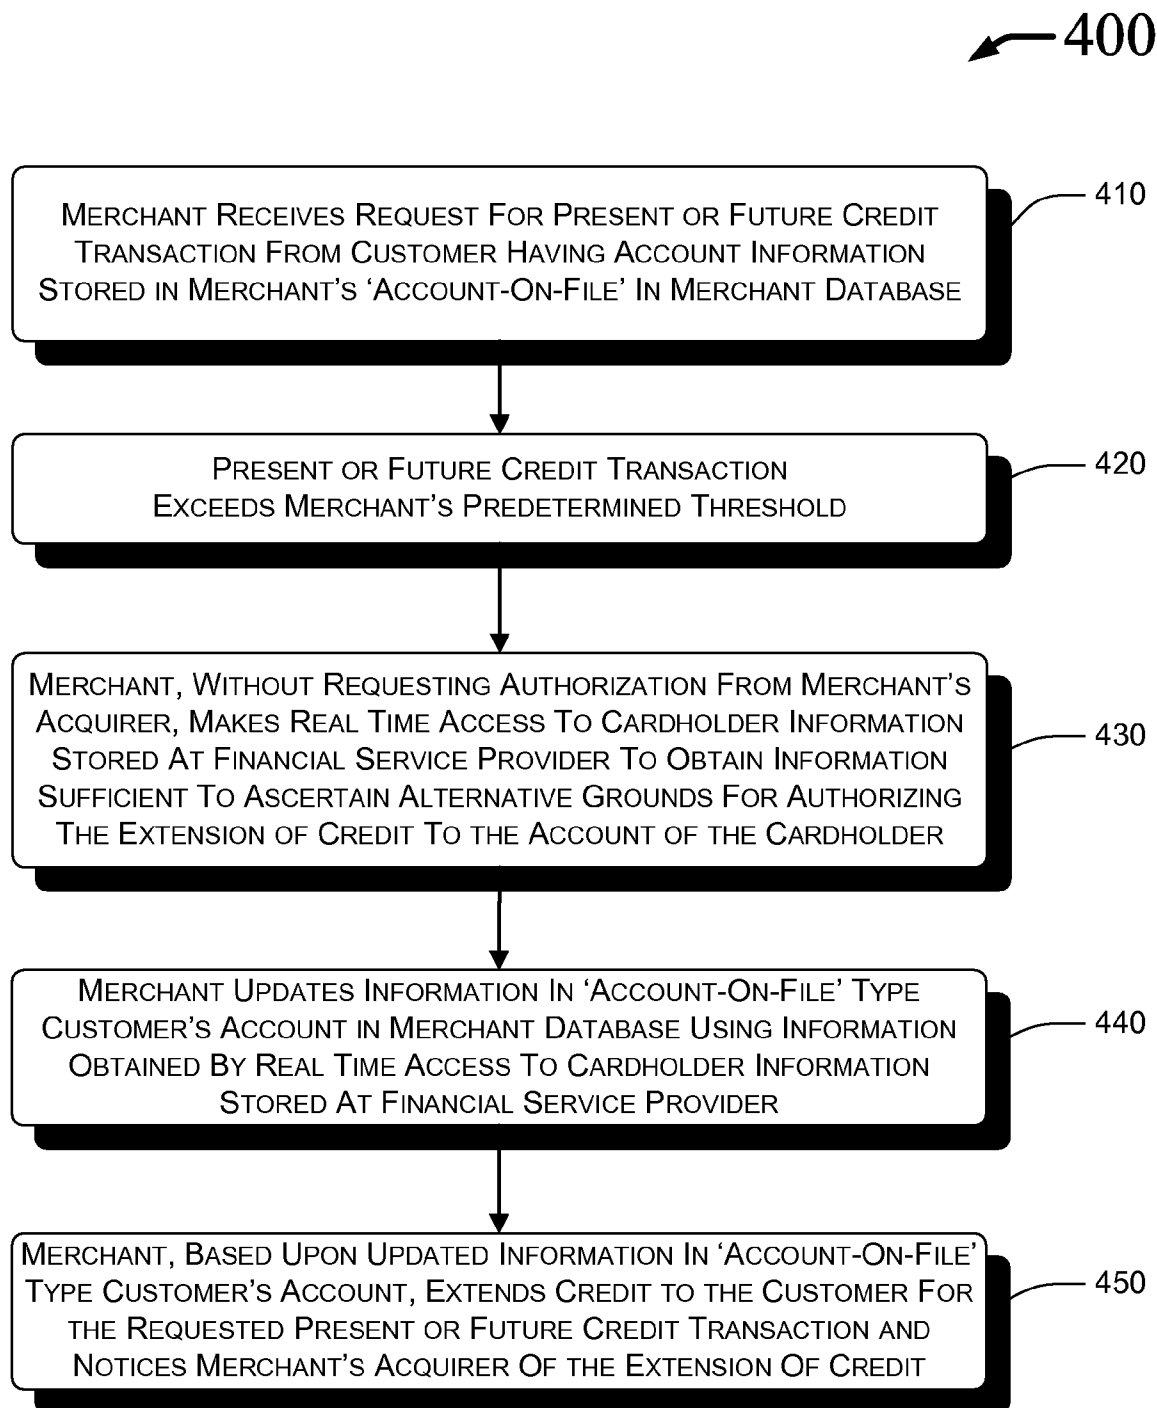 400
MERCHANT RECEIVES REQUEST FOR PRESENT OR FUTURE CREDIT
TRANSACTION FROM CUSTOMER HAVING ACCOUNT INFORMATION
STORED IN MERCHANT'S ‘ACCOUNT-ON-FILE’ IN MERCHANT DATABASE
410
PRESENT OR FUTURE CREDIT TRANSACTION
EXCEEDS MERCHANT'S PREDETERMINED THRESHOLD
420
MERCHANT, WITHOUT REQUESTING AUTHORIZATION FROM MERCHANT'S
ACQUIRER, MAKES REAL TIME ACCESS TO CARDHOLDER INFORMATION
STORED AT FINANCIAL SERVICE PROVIDER TO OBTAIN INFORMATION
SUFFICIENT TO ASCERTAIN ALTERNATIVE GROUNDS FOR AUTHORIZING
THE EXTENSION OF CREDIT TO THE ACCOUNT OF THE CARDHOLDER
430
MERCHANT UPDATES INFORMATION IN ‘ACCOUNT-ON-FILE’ TYPE
CUSTOMER'S ACCOUNT IN MERCHANT DATABASE USING INFORMATION
OBTAINED BY REAL TIME ACCESS TO CARDHOLDER INFORMATION
STORED AT FINANCIAL SERVICE PROVIDER
440
MERCHANT, BASED UPON UPDATED INFORMATION IN ‘ACCOUNT-ON-FILE’
TYPE CUSTOMER'S ACCOUNT, EXTENDS CREDIT TO THE CUSTOMER FOR
THE REQUESTED PRESENT OR FUTURE CREDIT TRANSACTION AND
NOTICES MERCHANT'S ACQUIRER OF THE EXTENSION OF CREDIT
450